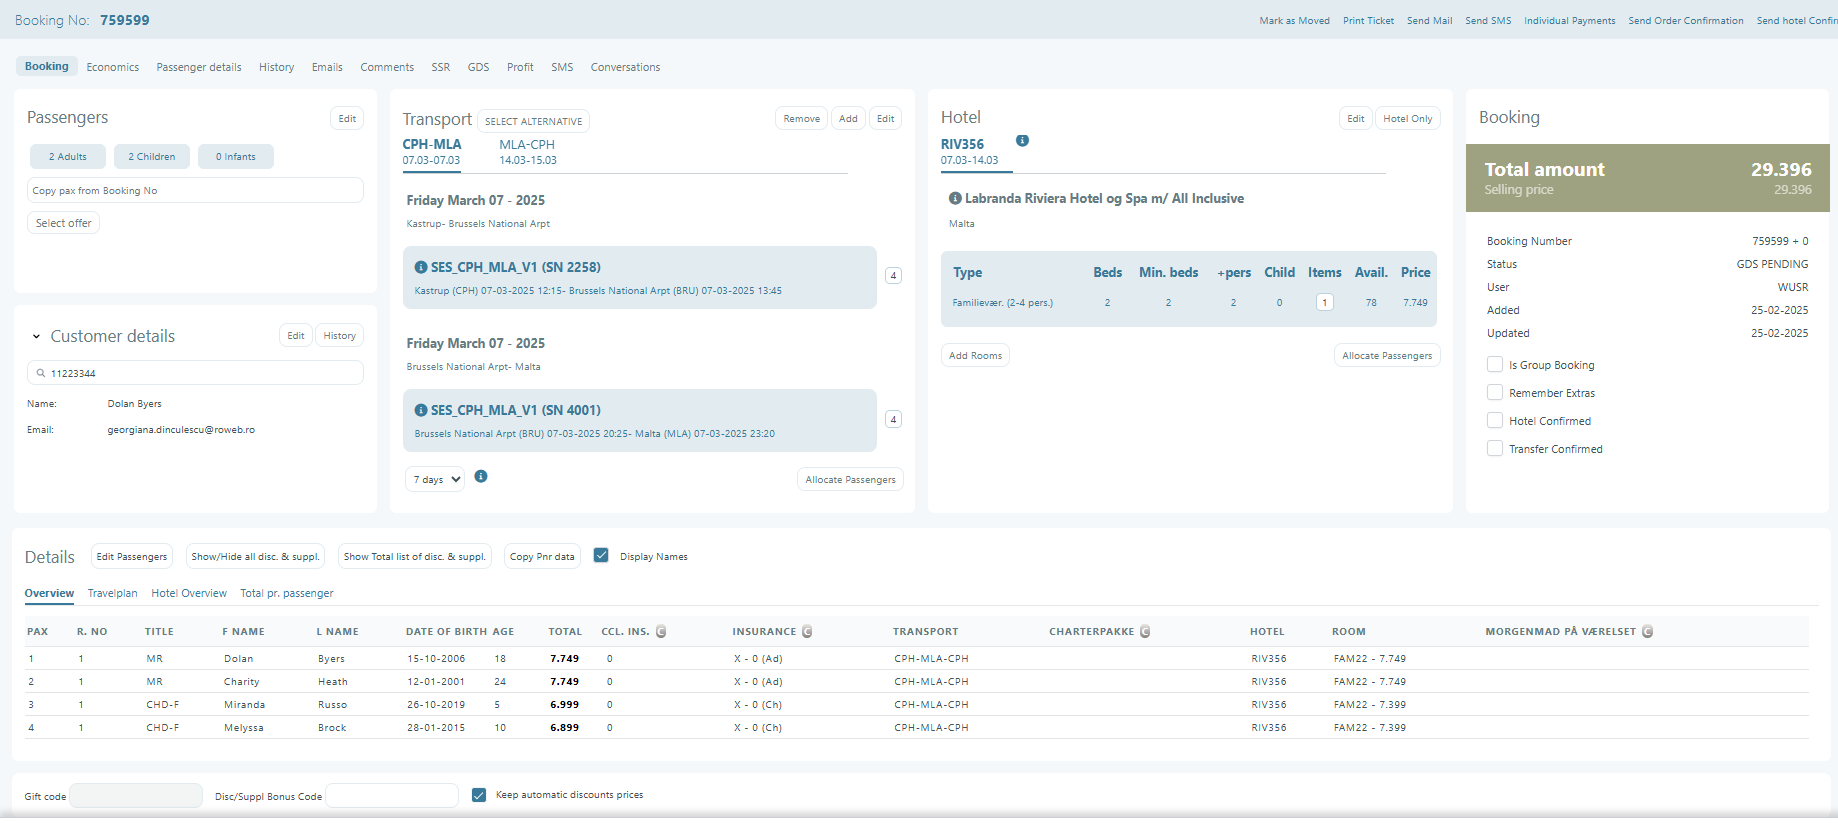 Booking No: 759599
Mark as Moved Print Ticket Send Mail Send SMS Individual Payments Send Order Confirmation Send hotel Confir
Booking Economics Passenger details History Emails Comments SSR GDS Profit SMS Conversations
Passengers Edit
2 Adults 2 Children 0 Infants
Copy pax from Booking No
Select offer
Customer details Edit History
11223344
Name: Dolan Byers
Email: georgiana.dinculescu@roweb.ro
Transport SELECT ALTERNATIVE Remove Add Edit
CPH-MLA MLA-CPH
07.03-07.03 14.03-15.03
Friday March 07 - 2025
Kastrup- Brussels National Arpt
SES_CPH_MLA_V1 (SN 2258)
Kastrup (CPH) 07-03-2025 12:15- Brussels National Arpt (BRU) 07-03-2025 13:45
4
Friday March 07 - 2025
Brussels National Arpt- Malta
SES_CPH_MLA_V1 (SN 4001)
Brussels National Arpt (BRU) 07-03-2025 20:25- Malta (MLA) 07-03-2025 23:20
4
7 days Allocate Passengers
Hotel Edit Hotel Only
RIV356
07.03-14.03
Labranda Riviera Hotel og Spa m/ All Inclusive
Malta
Type Beds Min. beds +pers Child Items Avail. Price
Familievær. (2-4 pers.) 2 2 2 0 1 78 7.749
Add Rooms Allocate Passengers
Booking
Total amount 29.396
Selling price 29.396
Booking Number 759599 + 0
Status GDS PENDING
User WUSR
Added 25-02-2025
Updated 25-02-2025
Is Group Booking
Remember Extras
Hotel Confirmed
Transfer Confirmed
Details Edit Passengers Show/Hide all disc. & suppl. Show Total list of disc. & suppl. Copy Pnr data Display Names
Overview Travelplan Hotel Overview Total pr. passenger
PAX R. NO TITLE F NAME L NAME DATE OF BIRTH AGE TOTAL CCL. INS. C INSURANCE C TRANSPORT CHARTERPAKKE C HOTEL ROOM MORGENMAD PÅ VÆRELSET C
1 1 MR Dolan Byers 15-10-2006 18 7.749 0 X - 0 (Ad) CPH-MLA-CPH RIV356 FAM22 - 7.749
2 1 MR Charity Heath 12-01-2001 24 7.749 0 X - 0 (Ad) CPH-MLA-CPH RIV356 FAM22 - 7.749
3 1 CHD-F Miranda Russo 26-10-2019 5 6.999 0 X - 0 (Ch) CPH-MLA-CPH RIV356 FAM22 - 7.399
4 1 CHD-F Melyssa Brock 28-01-2015 10 6.899 0 X - 0 (Ch) CPH-MLA-CPH RIV356 FAM22 - 7.399
Gift code Disc/Suppl Bonus Code Keep automatic discounts prices